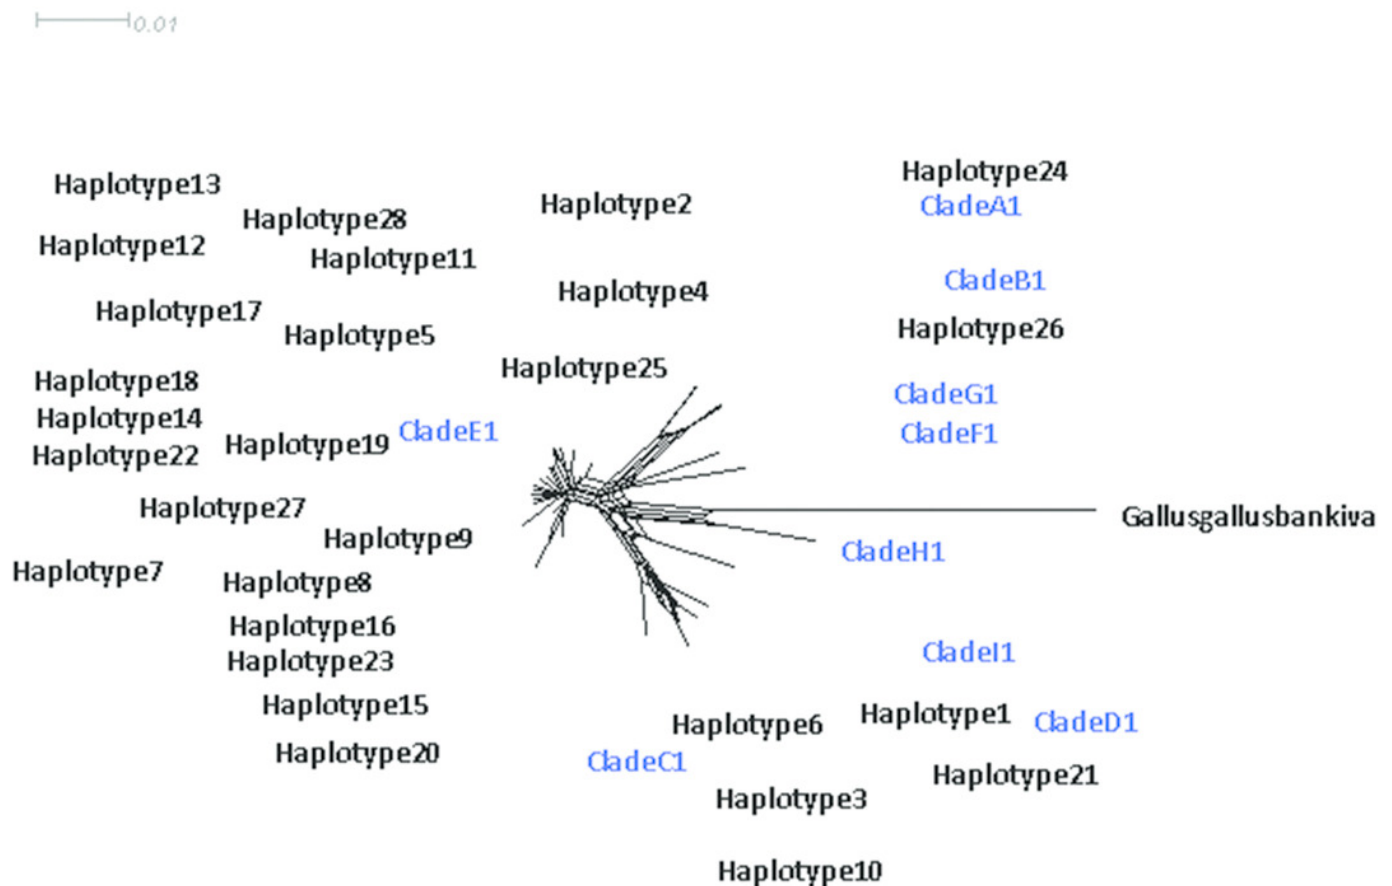 0.01
Haplotype13
Haplotype28
Haplotype2
Haplotype24
CladeA1
Haplotype12
Haplotype11
CladeB1
Haplotype4
Haplotype17
Haplotype5
Haplotype26
Haplotype25
Haplotype18
CladeG1
Haplotype14
CladeF1
Haplotype19
CladeE1
Haplotype22
Haplotype27
Gallusgallusbankiva
Haplotype9
CladeH1
Haplotype7
Haplotype8
Haplotype16
Haplotype23
CladeI1
Haplotype15
Haplotype6
Haplotype1
CladeD1
Haplotype20
CladeC1
Haplotype21
Haplotype3
Haplotype10